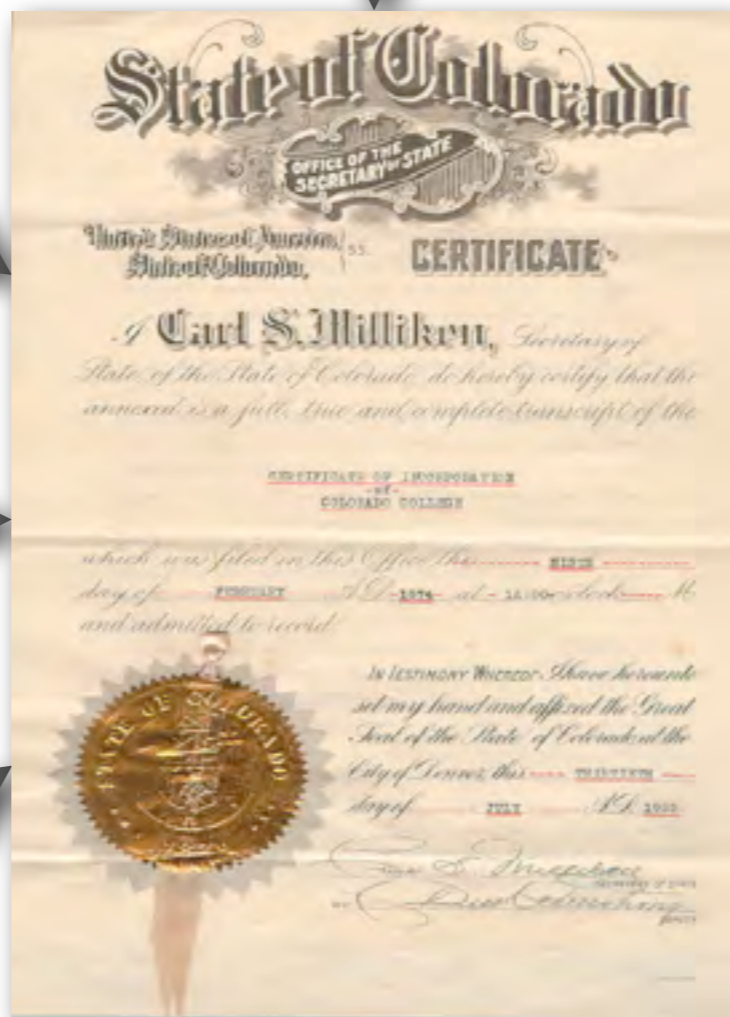 State of Colorado
OFFICE OF THE
SECRETARY OF STATE
United States of America, } SS.
State of Colorado,
CERTIFICATE
I Carl S. Milliken, Secretary of
State of the State of Colorado do hereby certify that the
annexed is a full, true and complete transcript of the
CERTIFICATE OF INCORPORATION
-OF-
COLORADO COLLEGE
which was filed in this Office the
day of FEBRUARY A.D. 1874 at o'clock M
and admitted to record.
IN TESTIMONY WHEREOF I have hereunto
set my hand and affixed the Great
Seal of the State of Colorado, at the
City of Denver, this THIRTIETH
day of JULY A.D.
STATE OF COLORADO
SECRETARY OF STATE
BY
DEPUTY